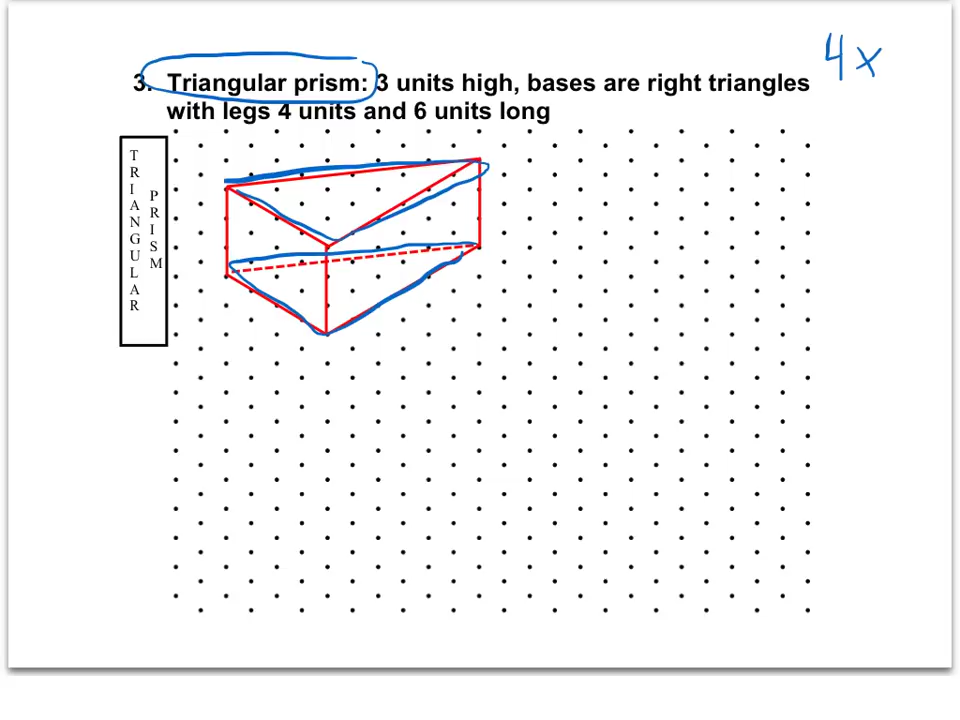 4x
3. Triangular prism: 3 units high, bases are right triangles
with legs 4 units and 6 units long
TRIANGULAR
PRISM